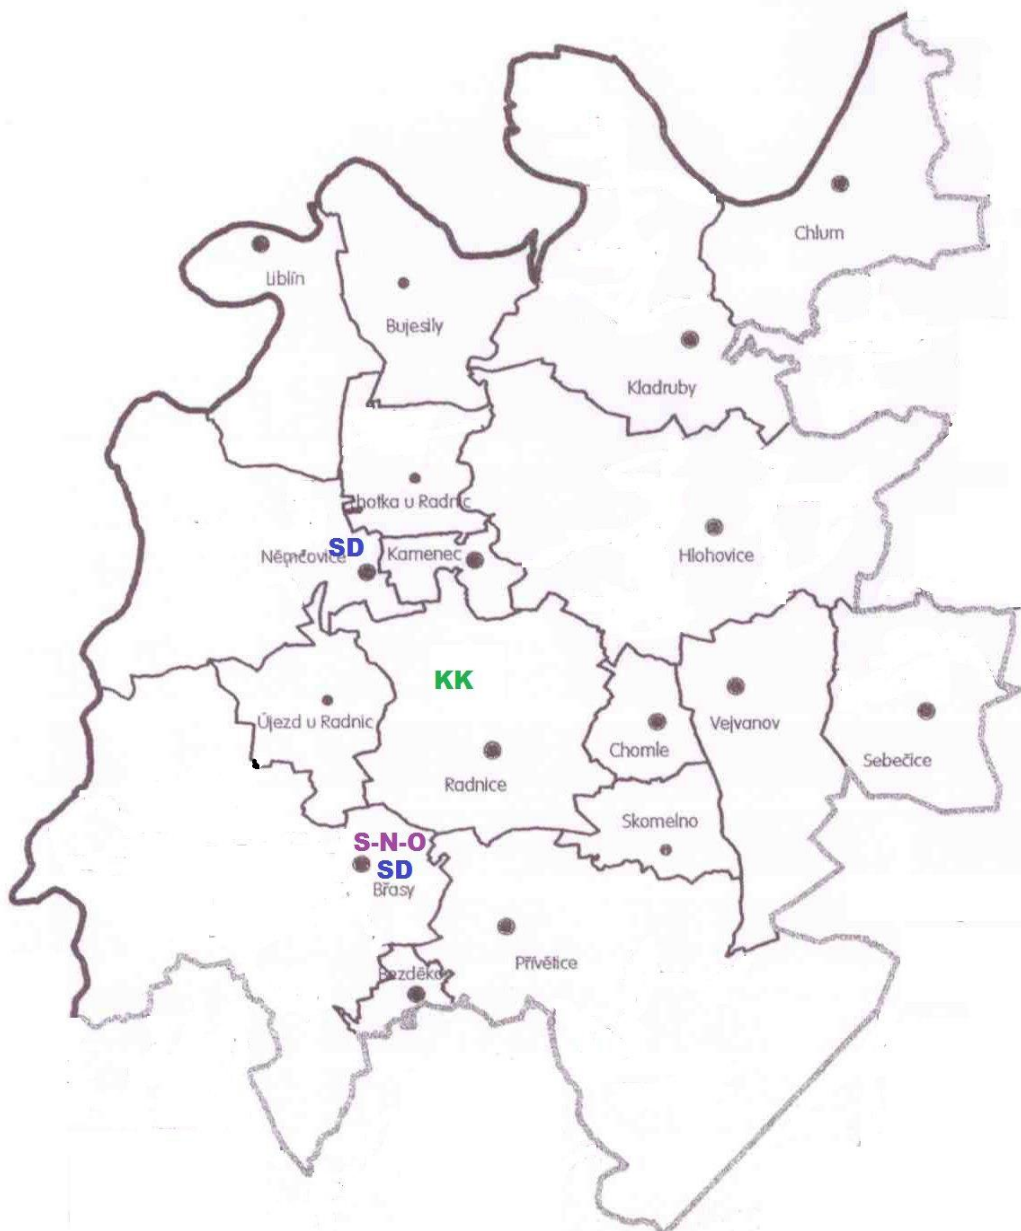 Chlum
Liblín
Bujesily
Kladruby
Lhotka u Radnic
SD
Němčovice
Kamenec
Hlohovice
KK
Újezd u Radnic
Vejvanov
Chomle
Sebečice
Radnice
Skomelno
S-N-O
SD
Břasy
Přívětice
Bezděkov